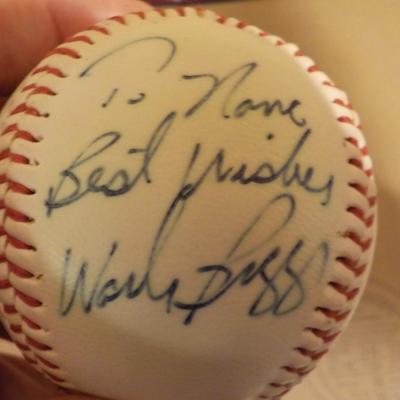 To Nane
Best Wishes
Wade Boggs